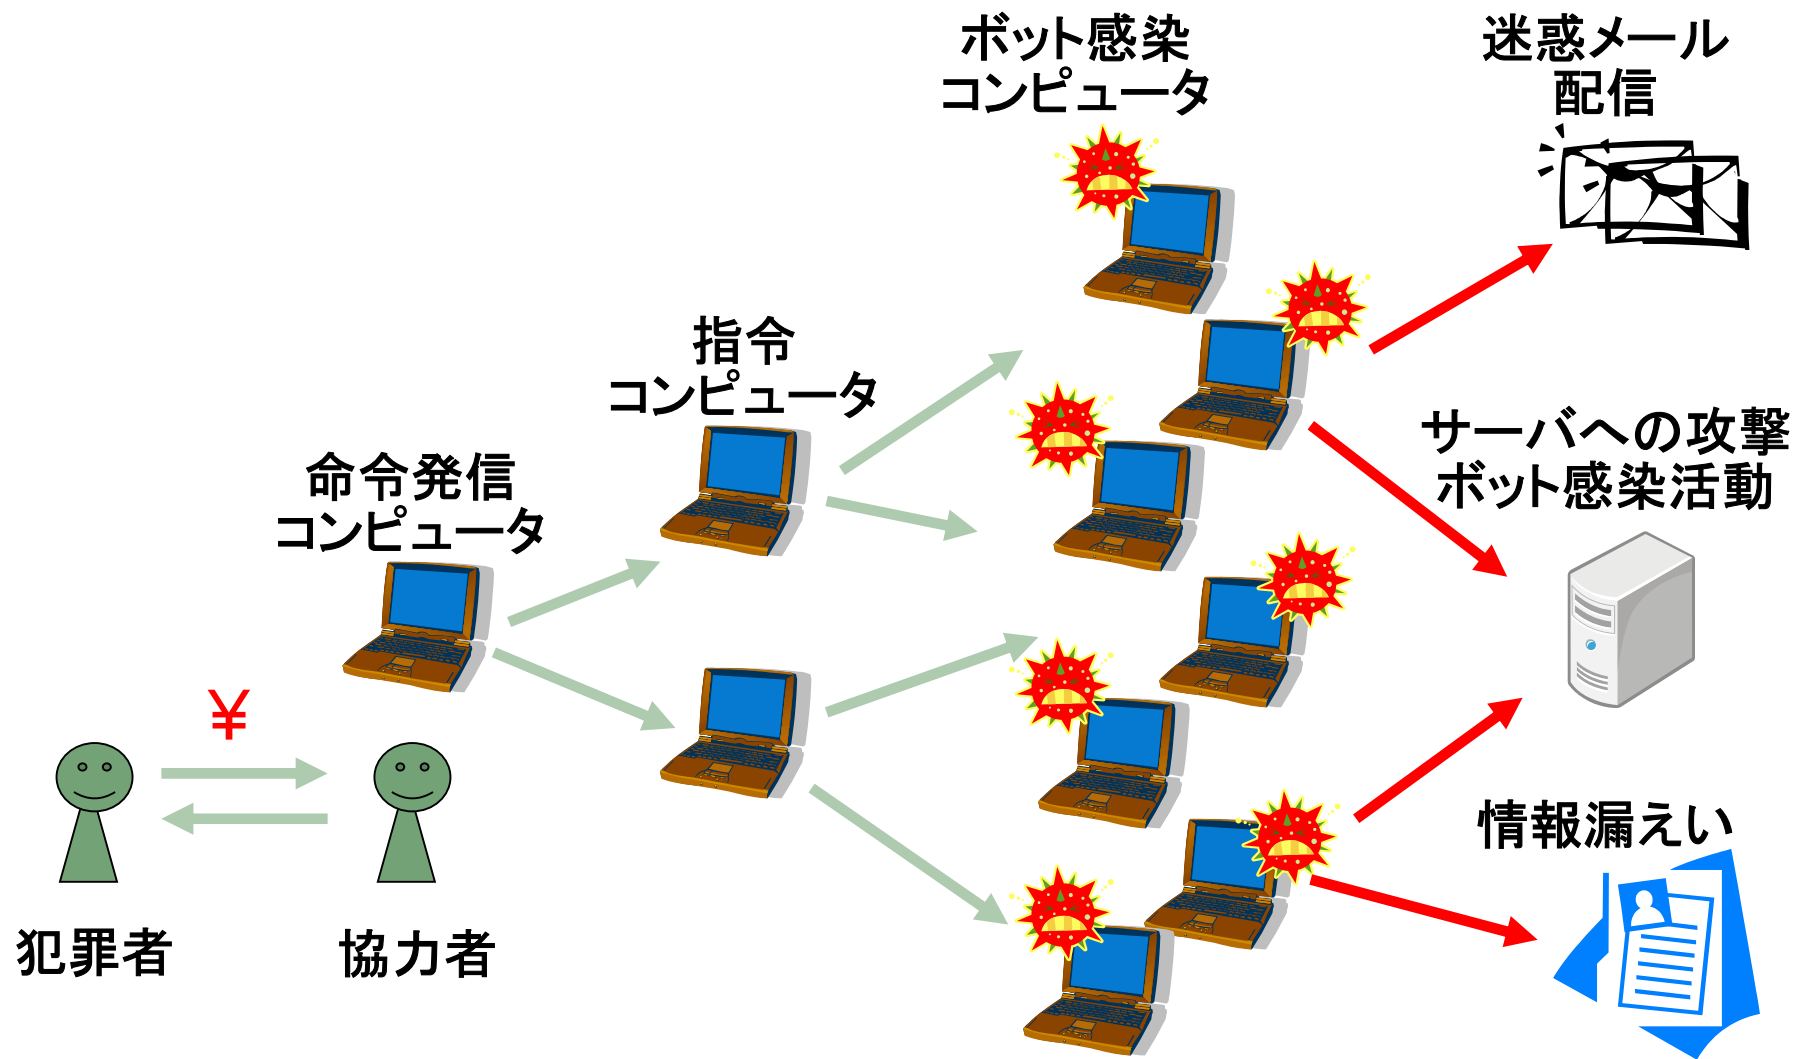 ボット感染
コンピュータ
迷惑メール
配信
指令
コンピュータ
サーバへの攻撃
ボット感染活動
命令発信
コンピュータ
¥
情報漏えい
犯罪者
協力者